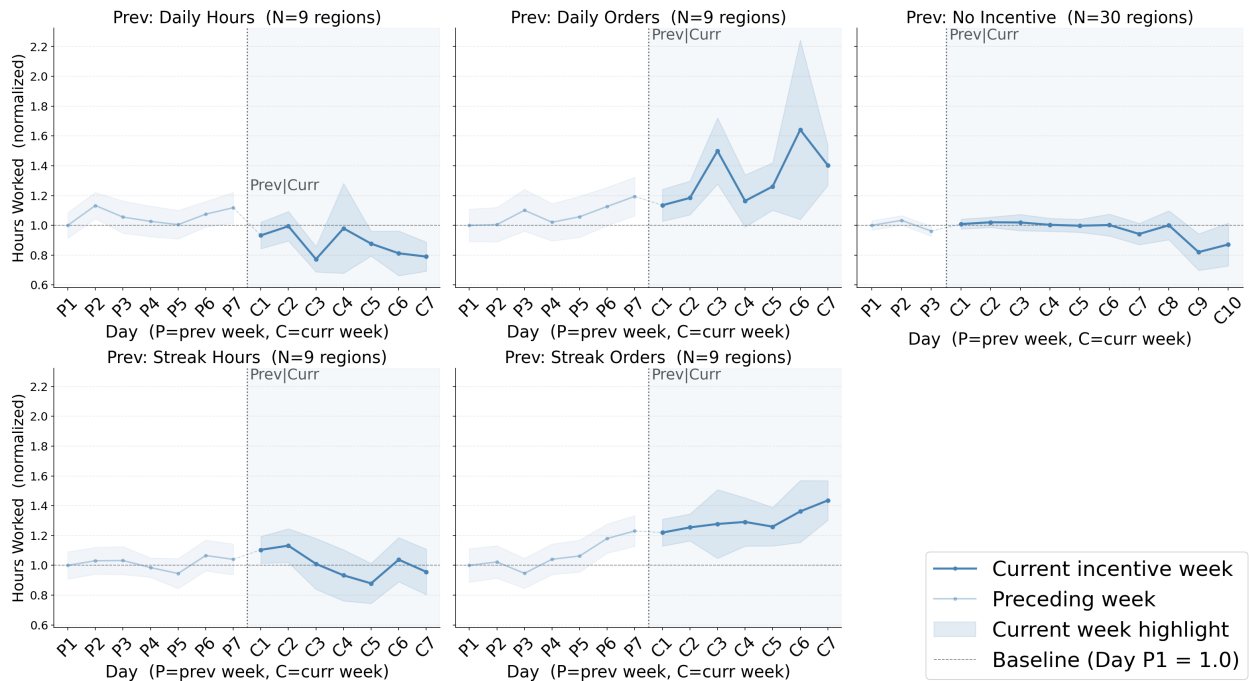 Prev: Daily Hours  (N=9 regions)
Prev: Daily Orders  (N=9 regions)
Prev: No Incentive  (N=30 regions)
Hours Worked  (normalized)
2.2
2.0
1.8
1.6
1.4
1.2
1.0
0.8
0.6
Prev|Curr
Prev|Curr
Prev|Curr
P1 P2 P3 P4 P5 P6 P7 C1 C2 C3 C4 C5 C6 C7
P1 P2 P3 P4 P5 P6 P7 C1 C2 C3 C4 C5 C6 C7
P1 P2 P3 C1 C2 C3 C4 C5 C6 C7 C8 C9 C10
Day  (P=prev week, C=curr week)
Day  (P=prev week, C=curr week)
Day  (P=prev week, C=curr week)
Prev: Streak Hours  (N=9 regions)
Prev: Streak Orders  (N=9 regions)
Hours Worked  (normalized)
2.2
2.0
1.8
1.6
1.4
1.2
1.0
0.8
0.6
Prev|Curr
Prev|Curr
P1 P2 P3 P4 P5 P6 P7 C1 C2 C3 C4 C5 C6 C7
P1 P2 P3 P4 P5 P6 P7 C1 C2 C3 C4 C5 C6 C7
Day  (P=prev week, C=curr week)
Day  (P=prev week, C=curr week)
Current incentive week
Preceding week
Current week highlight
Baseline (Day P1 = 1.0)